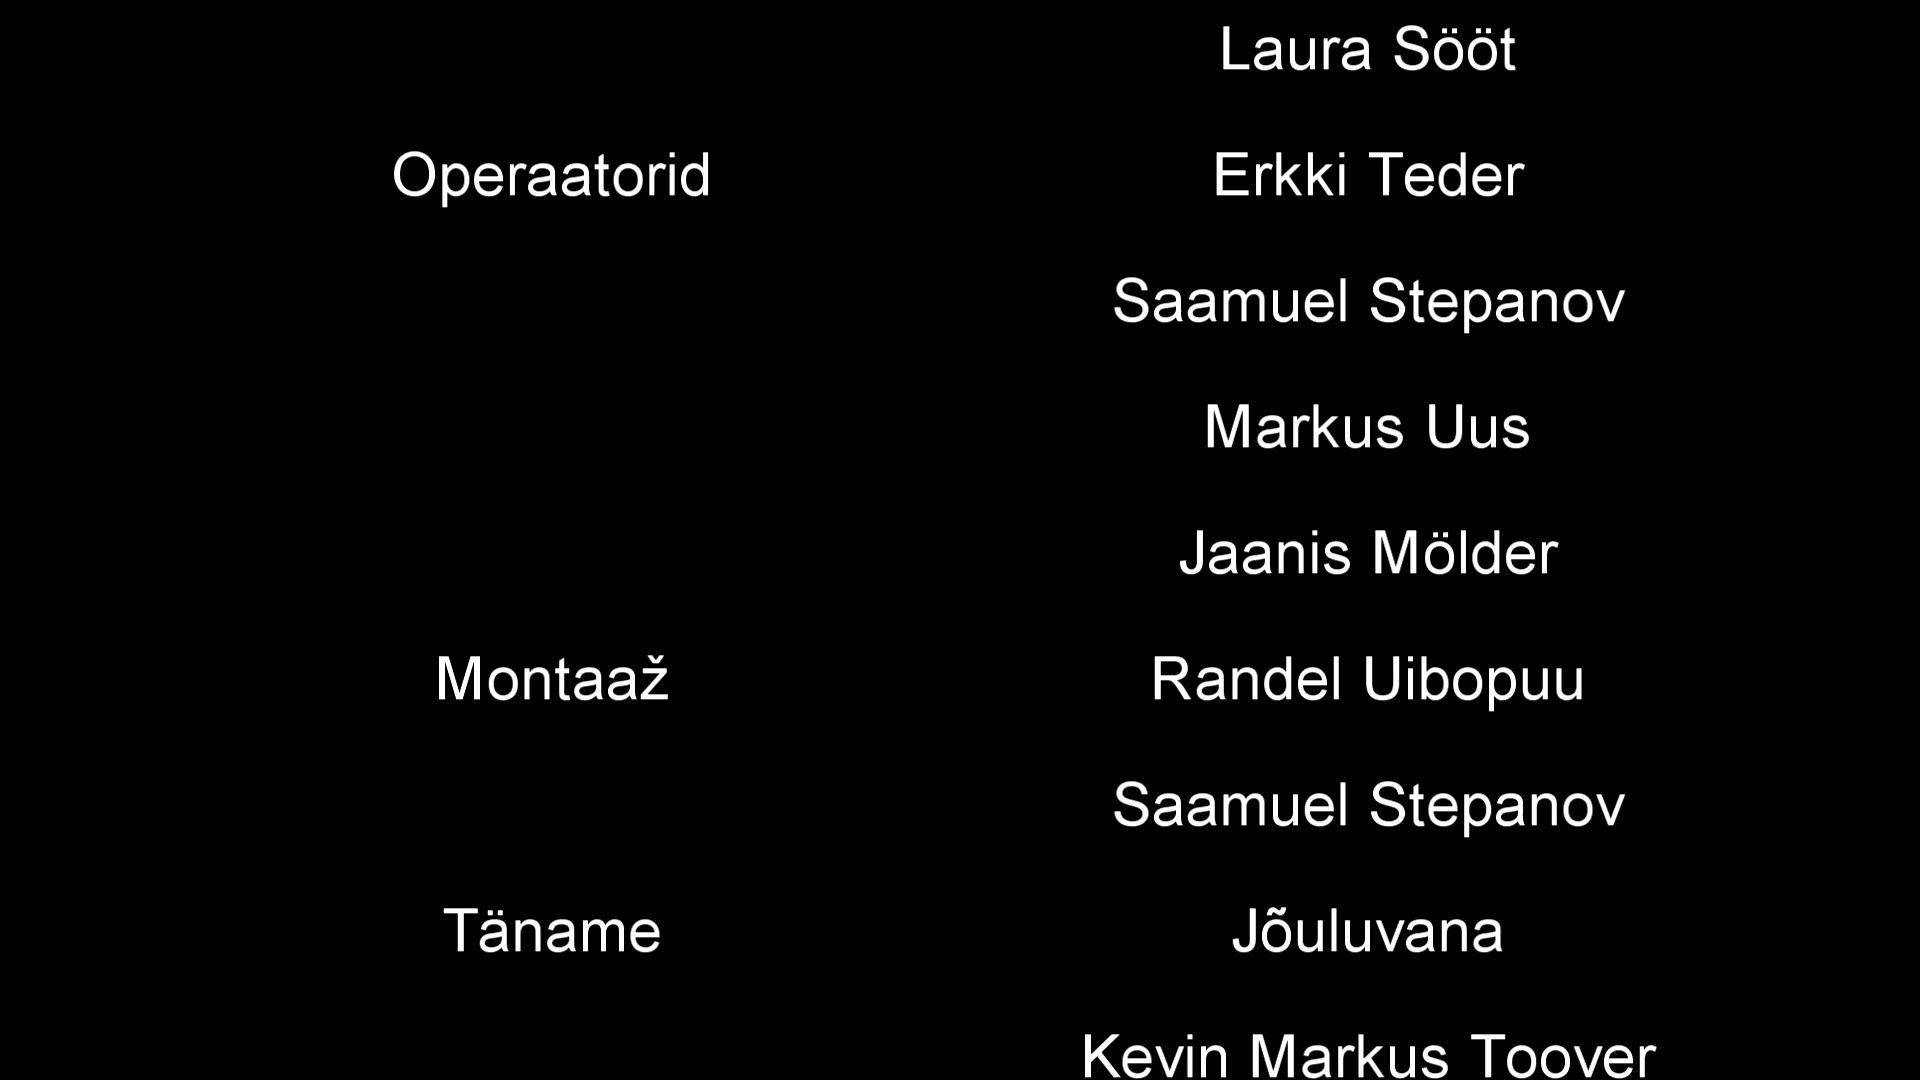 Laura Sööt
Operaatorid Erkki Teder
Saamuel Stepanov
Markus Uus
Jaanis Mölder
Montaaž Randel Uibopuu
Saamuel Stepanov
Täname Jõuluvana
Kevin Markus Toover